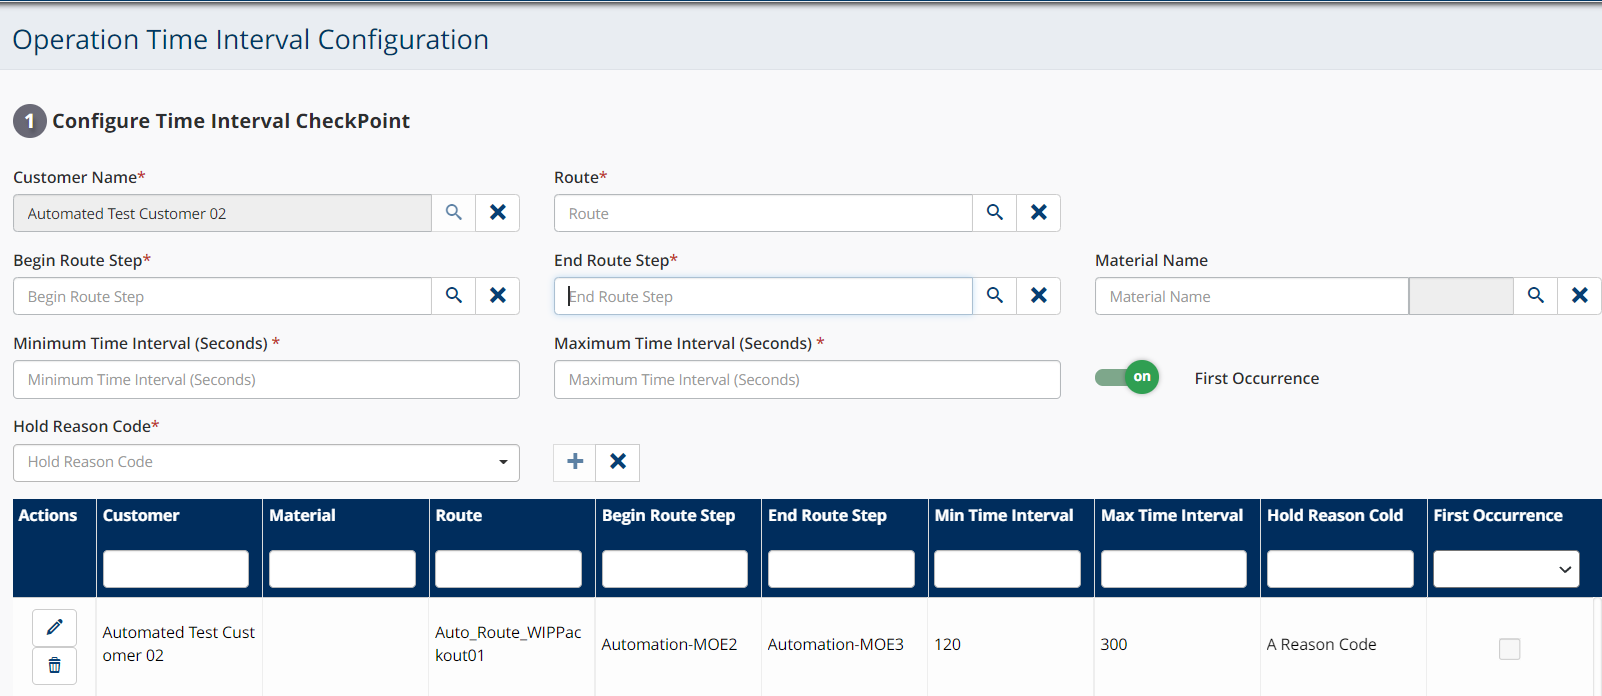 Operation Time Interval Configuration
1 Configure Time Interval CheckPoint
Customer Name* Route*
Automated Test Customer 02 Route
Begin Route Step* End Route Step* Material Name
Begin Route Step End Route Step Material Name
Minimum Time Interval (Seconds) * Maximum Time Interval (Seconds) *
Minimum Time Interval (Seconds) Maximum Time Interval (Seconds) on First Occurrence
Hold Reason Code*
Hold Reason Code
Actions Customer Material Route Begin Route Step End Route Step Min Time Interval Max Time Interval Hold Reason Cold First Occurrence
Automated Test Cust
omer 02
Auto_Route_WIPPac
kout01
Automation-MOE2 Automation-MOE3 120 300 A Reason Code